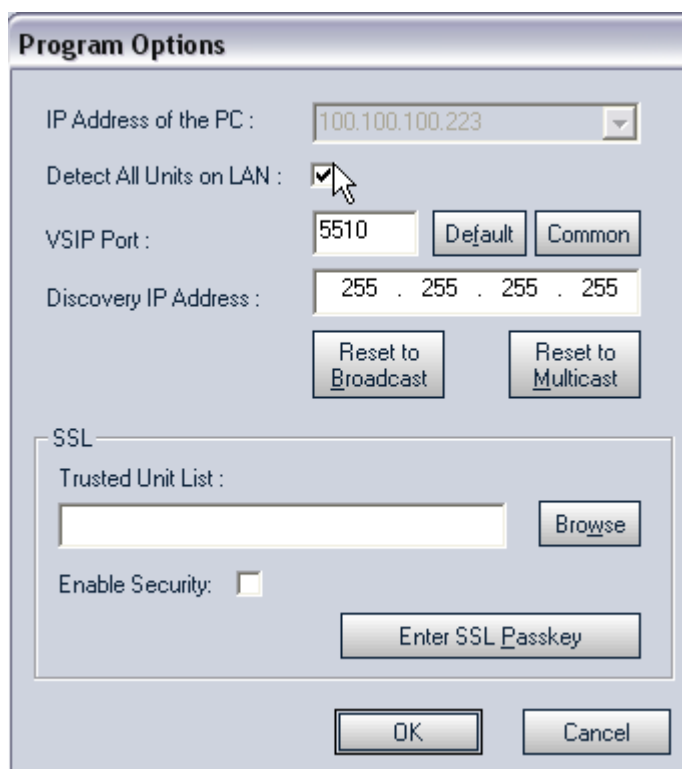 Program Options
IP Address of the PC : 100.100.100.223
Detect All Units on LAN :
VSIP Port : 5510 Default Common
Discovery IP Address : 255 . 255 . 255 . 255
Reset to Broadcast Reset to Multicast
SSL
Trusted Unit List :
Browse
Enable Security:
Enter SSL Passkey
OK Cancel